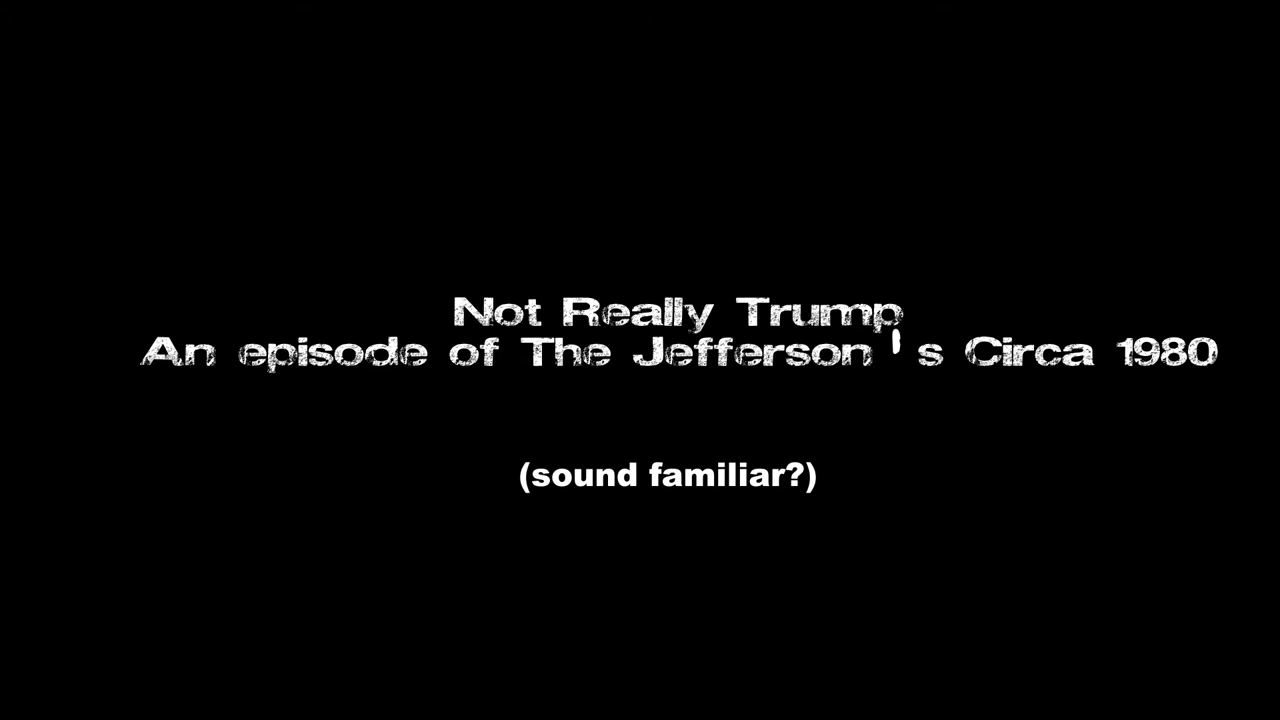 Not Really Trump
An episode of The Jefferson's Circa 1980
(sound familiar?)